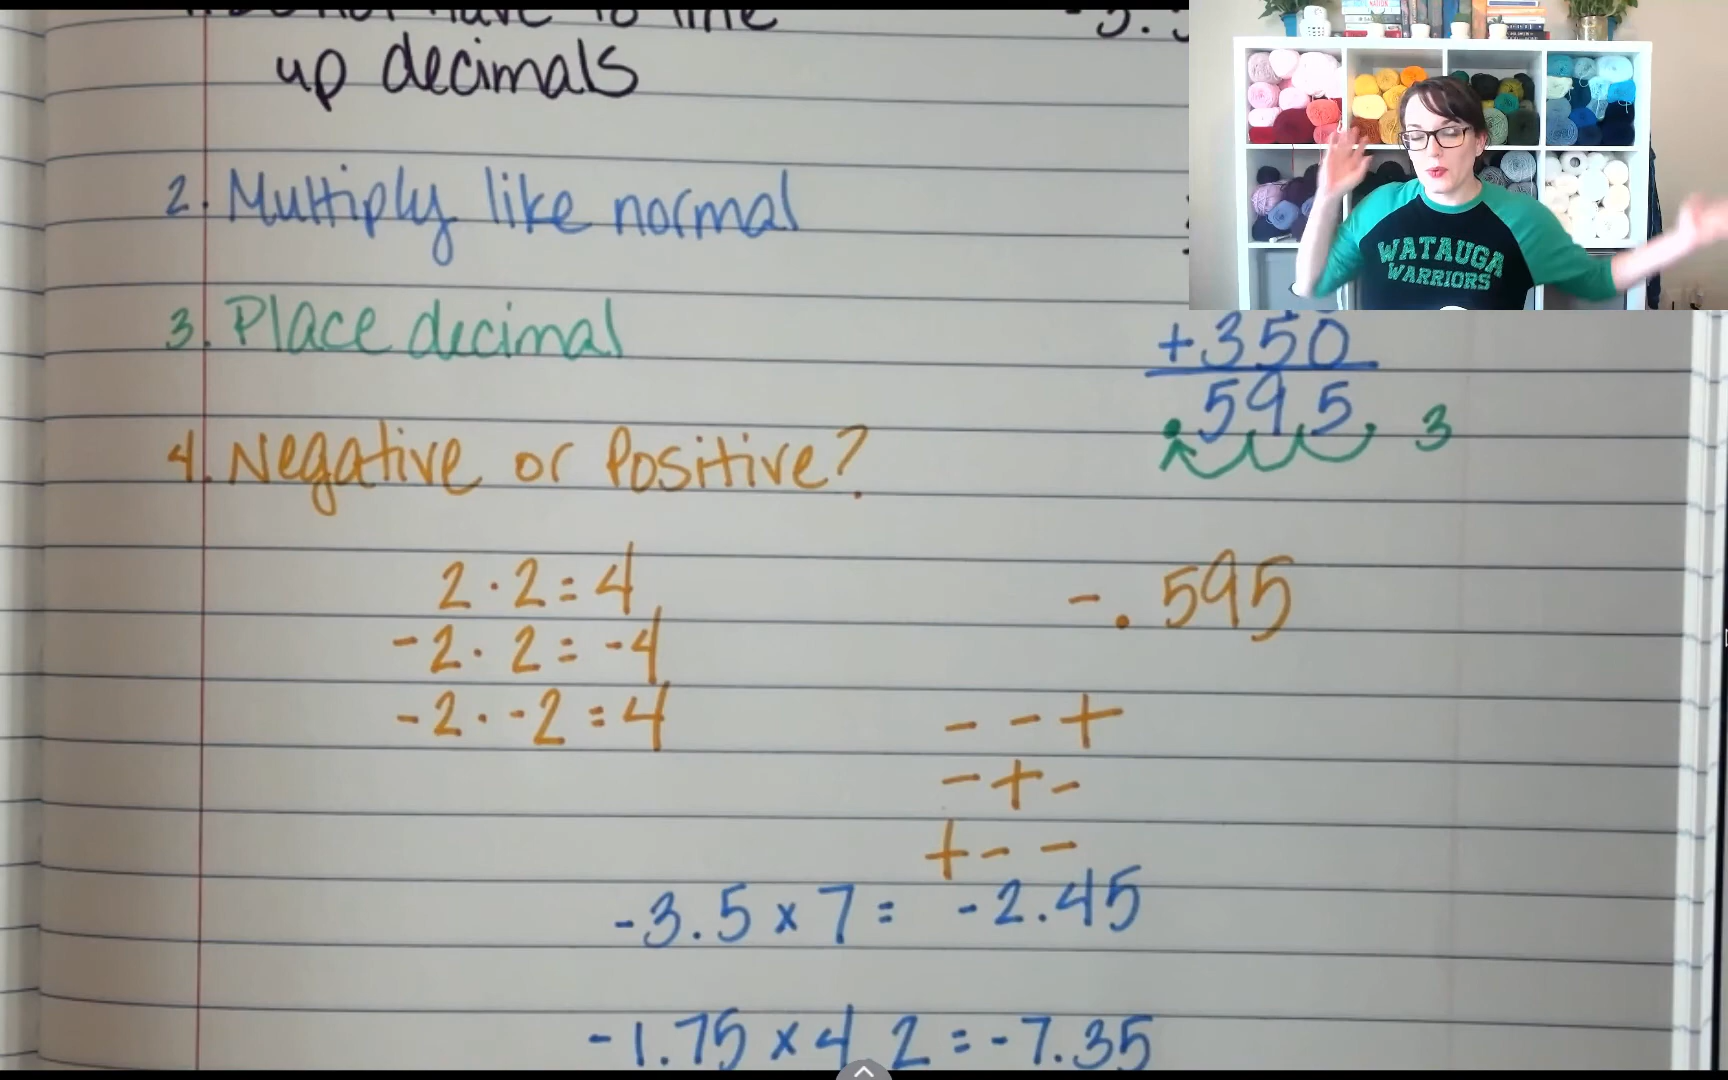 up decimals
2. Multiply like normal
3. Place decimal
4. Negative or Positive?
2 · 2 = 4
-2 · 2 = -4
-2 · -2 = 4
WATAUGA
WARRIORS
+350
.595 3
-.595
- - +
- + -
+ - -
-3.5 x 7 = -2.45
-1.75 x 4 2 = -7.35